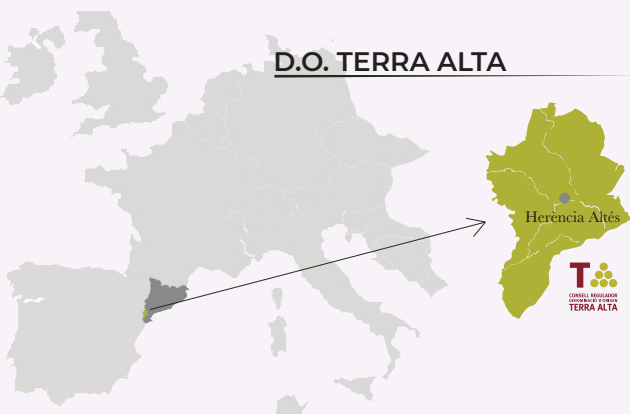 D.O. TERRA ALTA
Herència Altés
T
CONSELL REGULADOR
DENOMINACIÓ D'ORIGEN
TERRA ALTA